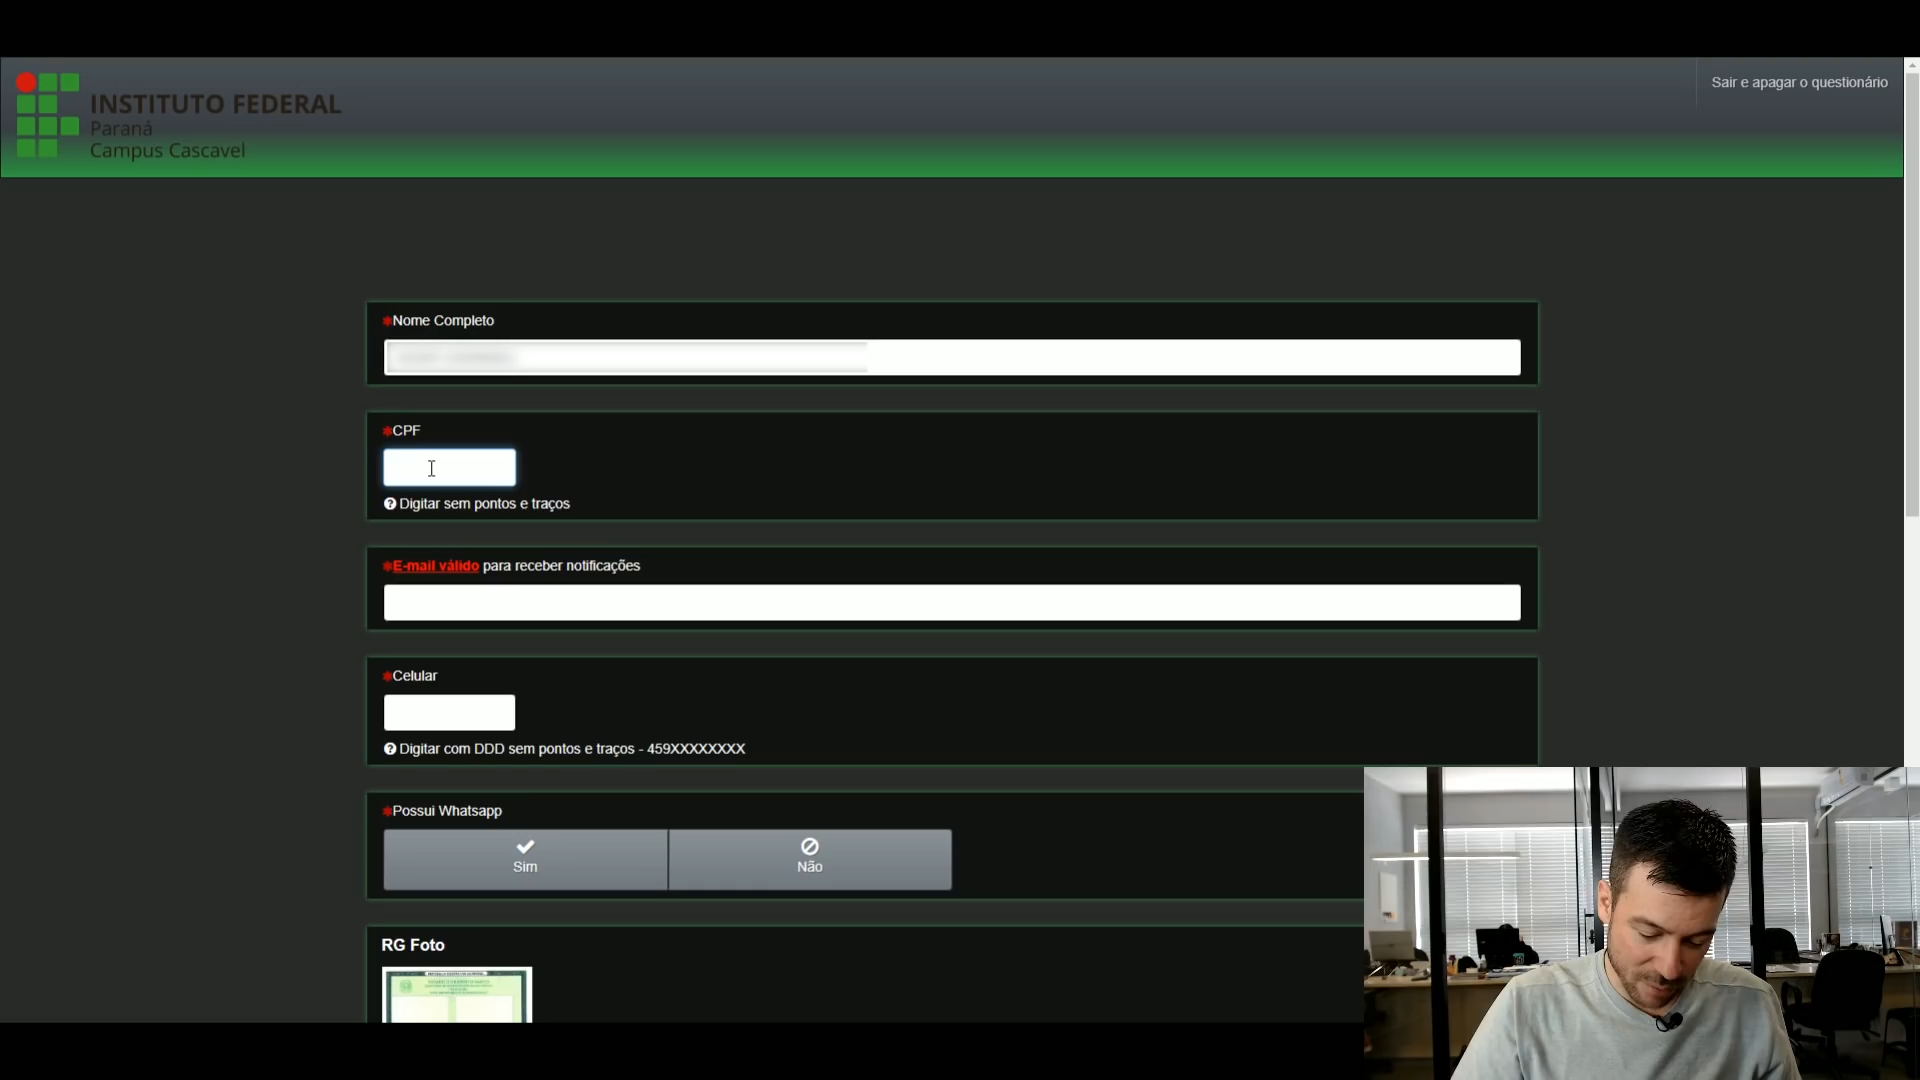 INSTITUTO FEDERAL
Paraná
Campus Cascavel
Sair e apagar o questionário
*Nome Completo
*CPF
Digitar sem pontos e traços
*E-mail válido para receber notificações
*Celular
Digitar com DDD sem pontos e traços - 459XXXXXXXX
*Possui Whatsapp
Sim
Não
RG Foto